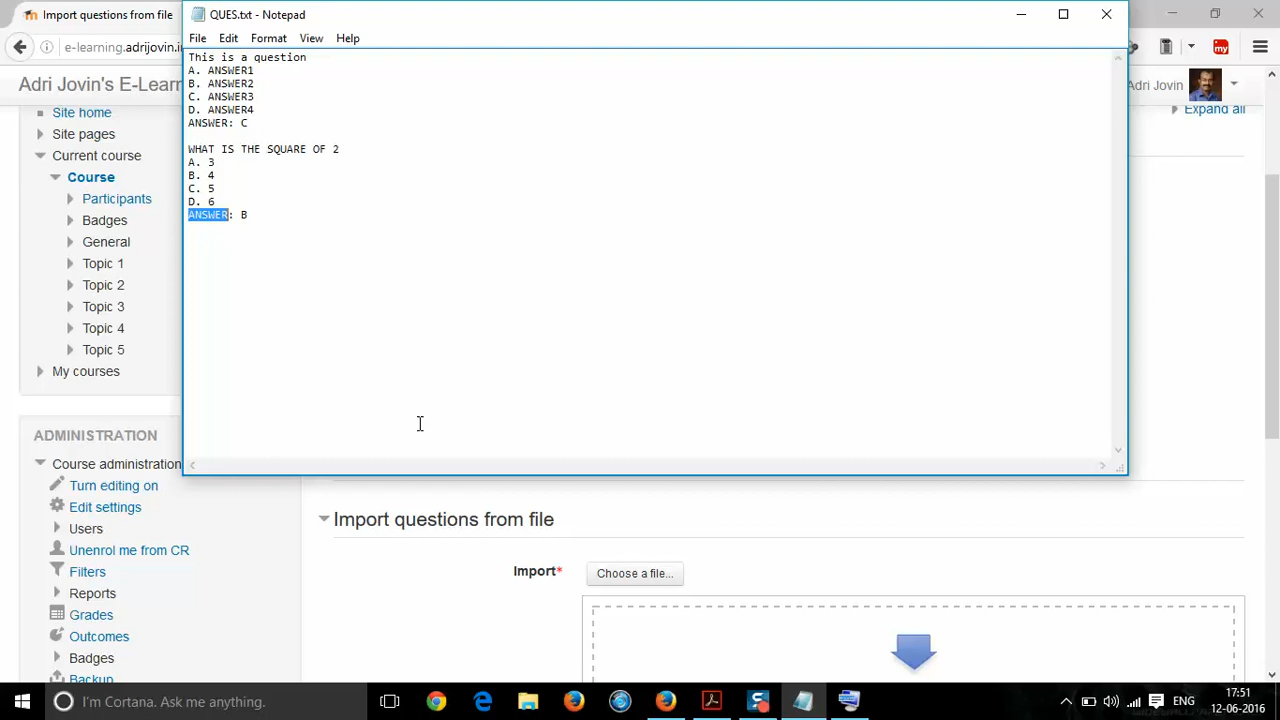 Import questions from file
QUES.txt - Notepad
File Edit Format View Help
e-learning.adrijovin.i
Adri Jovin's E-Learn
Adri Jovin
Expand all
This is a question
A. ANSWER1
B. ANSWER2
C. ANSWER3
D. ANSWER4
ANSWER: C
WHAT IS THE SQUARE OF 2
A. 3
B. 4
C. 5
D. 6
ANSWER: B
Site home
Site pages
Current course
Course
Participants
Badges
General
Topic 1
Topic 2
Topic 3
Topic 4
Topic 5
My courses
ADMINISTRATION
Course administration
Turn editing on
Edit settings
Users
Unenrol me from CR
Filters
Reports
Grades
Outcomes
Badges
Backup
Import questions from file
Import*
Choose a file...
my
I'm Cortana. Ask me anything.
ENG
17:51
12-06-2016